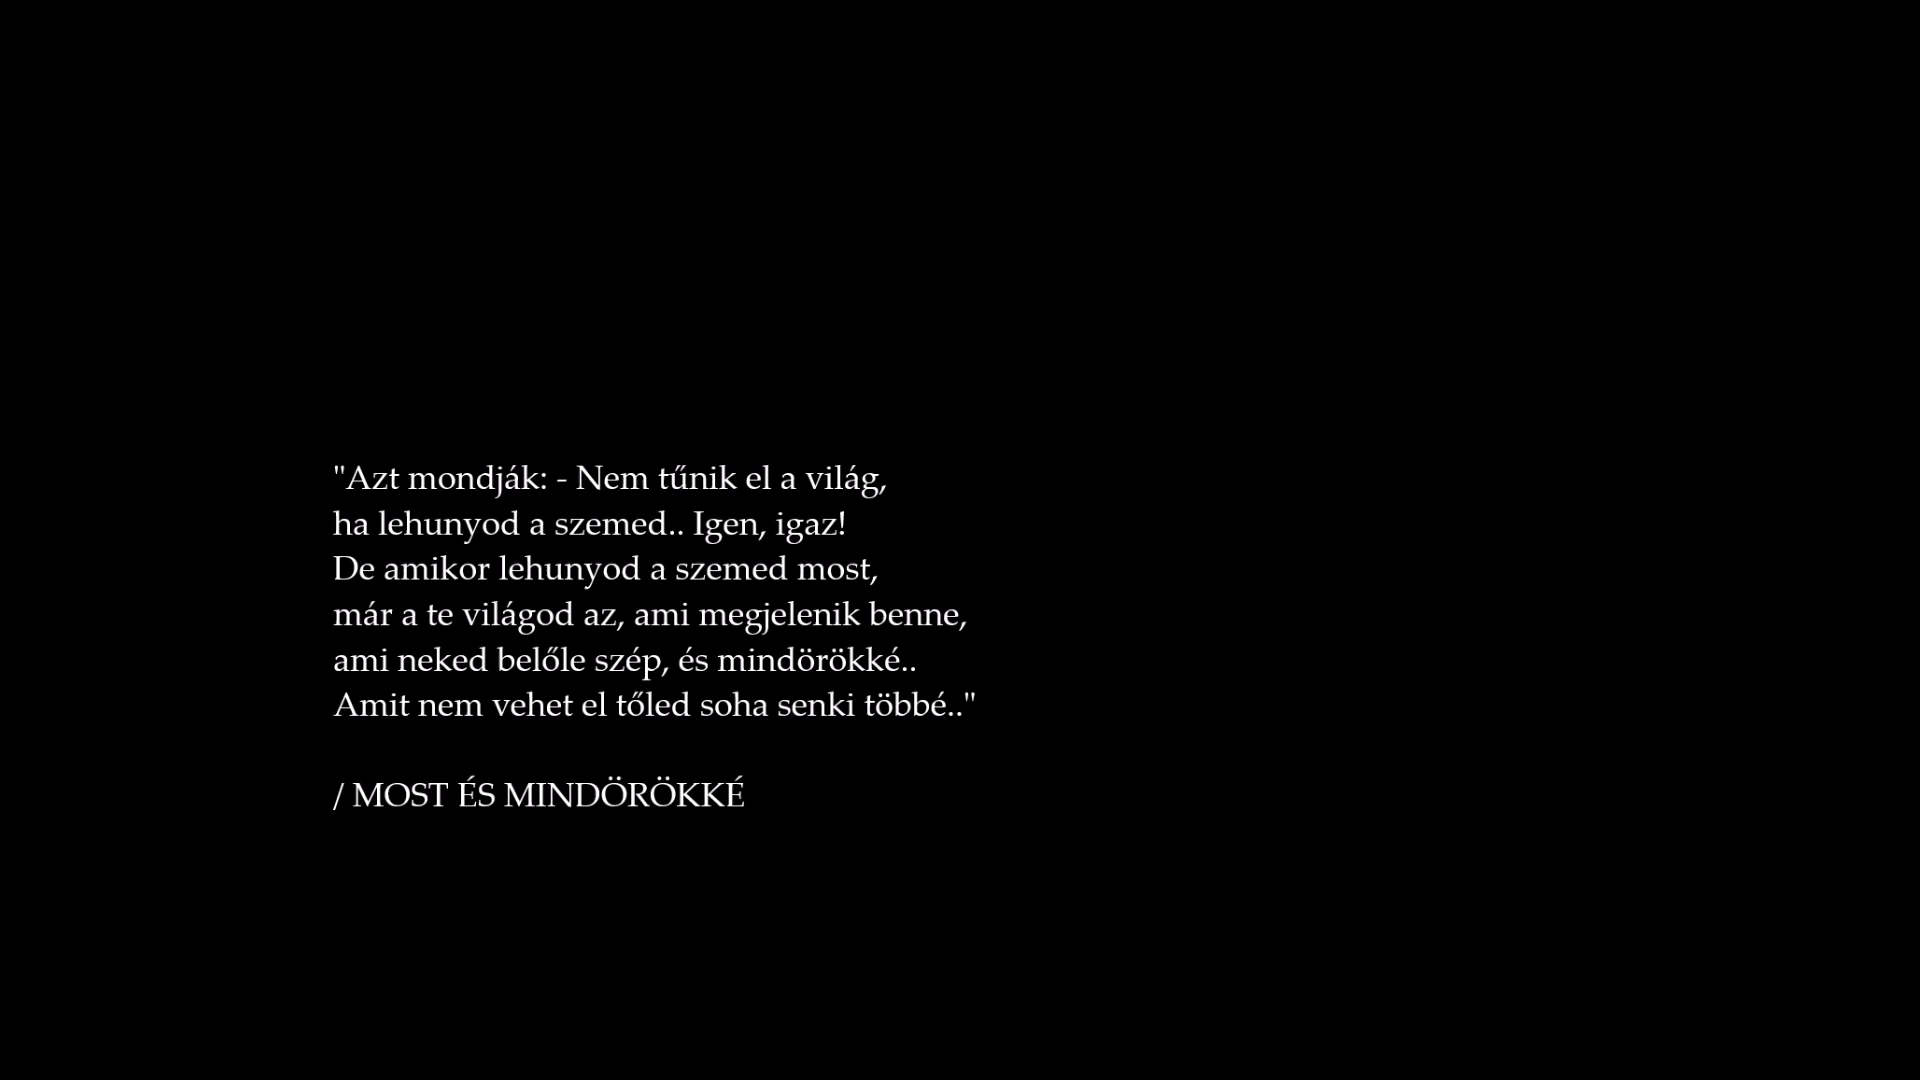 "Azt mondják: - Nem tűnik el a világ,
ha lehunyod a szemed.. Igen, igaz!
De amikor lehunyod a szemed most,
már a te világod az, ami megjelenik benne,
ami neked belőle szép, és mindörökké..
Amit nem vehet el tőled soha senki többé.."
/ MOST ÉS MINDÖRÖKKÉ